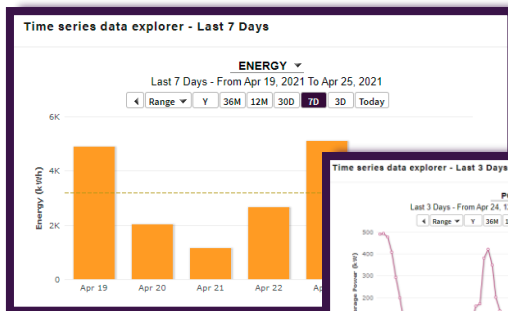 Time series data explorer - Last 7 Days
ENERGY
Last 7 Days - From Apr 19, 2021 To Apr 25, 2021
Range Y 36M 12M 30D 7D 3D Today
6K
4K
2K
0
Energy (kWh)
Apr 19 Apr 20 Apr 21 Apr 22
Time series data explorer - Last 3 Days
Last 3 Days - From Apr 24, 
Range Y 36M
500
400
300
200
Power (kW)